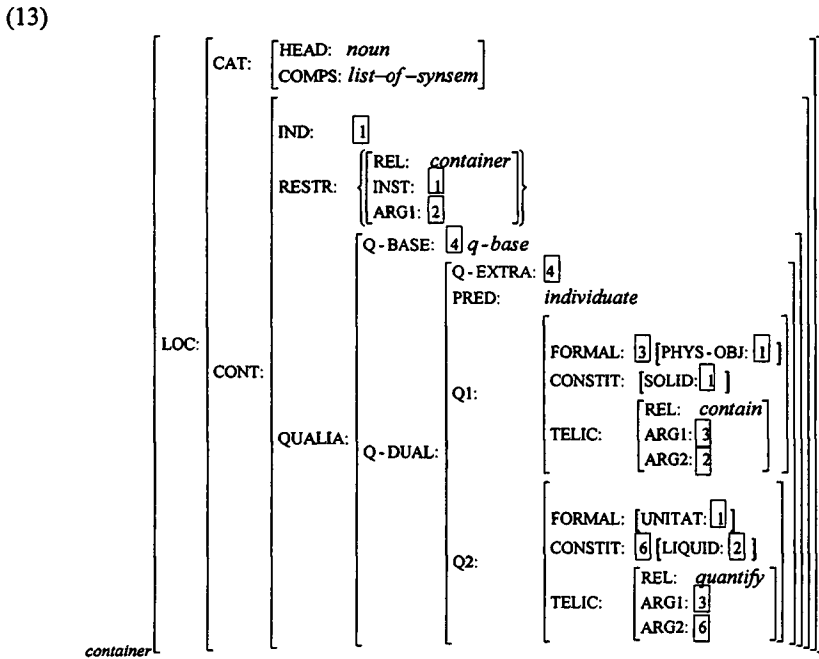 (13)
CAT: HEAD: noun
COMPS: list-of-synsem
IND: 1
RESTR: { REL: container
INST: 1
ARG1: 2 }
Q-BASE: 4 q-base
Q-EXTRA: 4
PRED: individuate
LOC:
FORMAL: 3 [PHYS-OBJ: 1 ]
CONT:
CONSTIT: [SOLID: 1 ]
Q1:
REL: contain
QUALIA: Q-DUAL: TELIC: ARG1: 3
ARG2: 2
FORMAL: [UNITAT: 1 ]
CONSTIT: 6 [LIQUID: 2 ]
Q2:
REL: quantify
TELIC: ARG1: 3
ARG2: 6
container